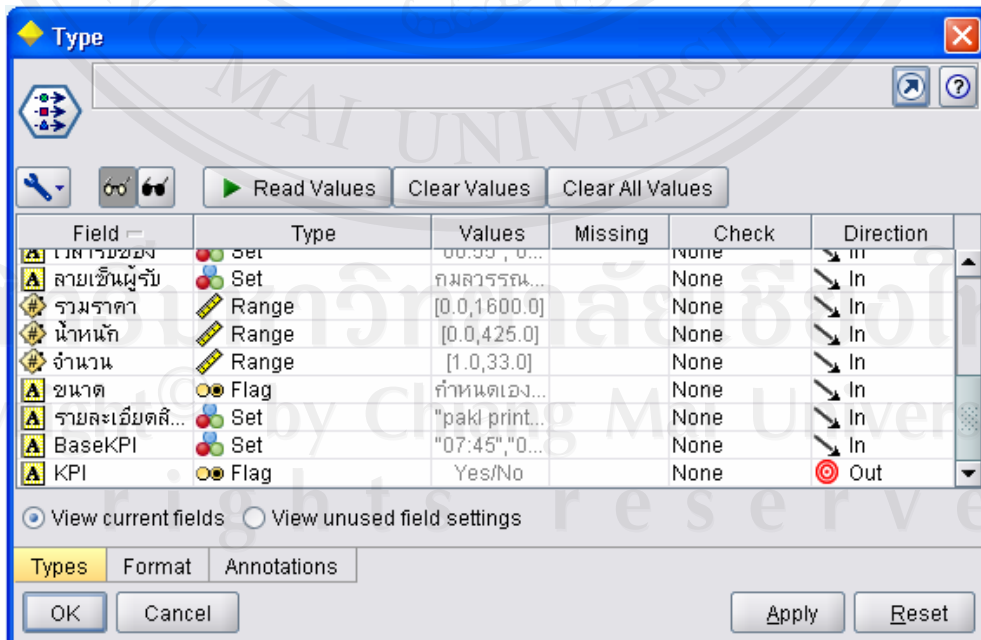 Type
Read Values Clear Values Clear All Values
Field Type Values Missing Check Direction
Set None In
ลายเซ็นผู้รับ Set กมลวรรณ... None In
รวมราคา Range [0.0,1600.0] None In
น้ำหนัก Range [0.0,425.0] None In
จำนวน Range [1.0,33.0] None In
ขนาด Flag กำหนดเอง... None In
รายละเอียดสิ... Set "pakl print... None In
BaseKPI Set "07:45","0... None In
KPI Flag Yes/No None Out
View current fields View unused field settings
Types Format Annotations
OK Cancel Apply Reset